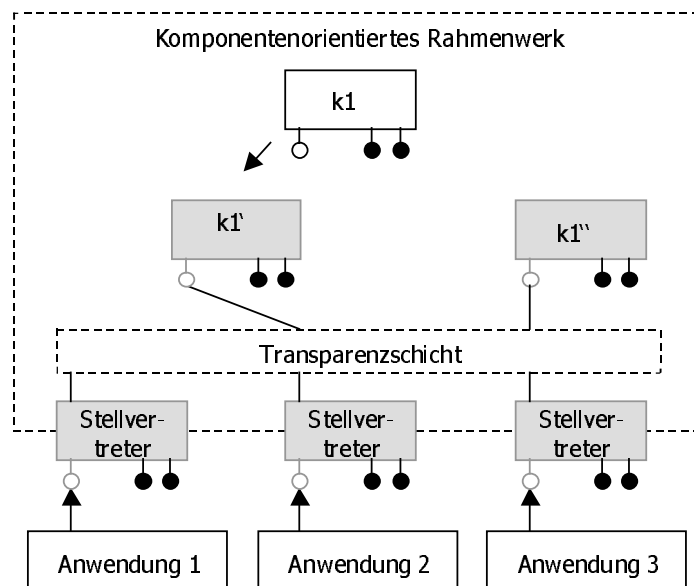 Komponentenorientiertes Rahmenwerk
k1
k1‘
k1‘‘
Transparenzschicht
Stellver-
treter
Stellver-
treter
Stellver-
treter
Anwendung 1
Anwendung 2
Anwendung 3